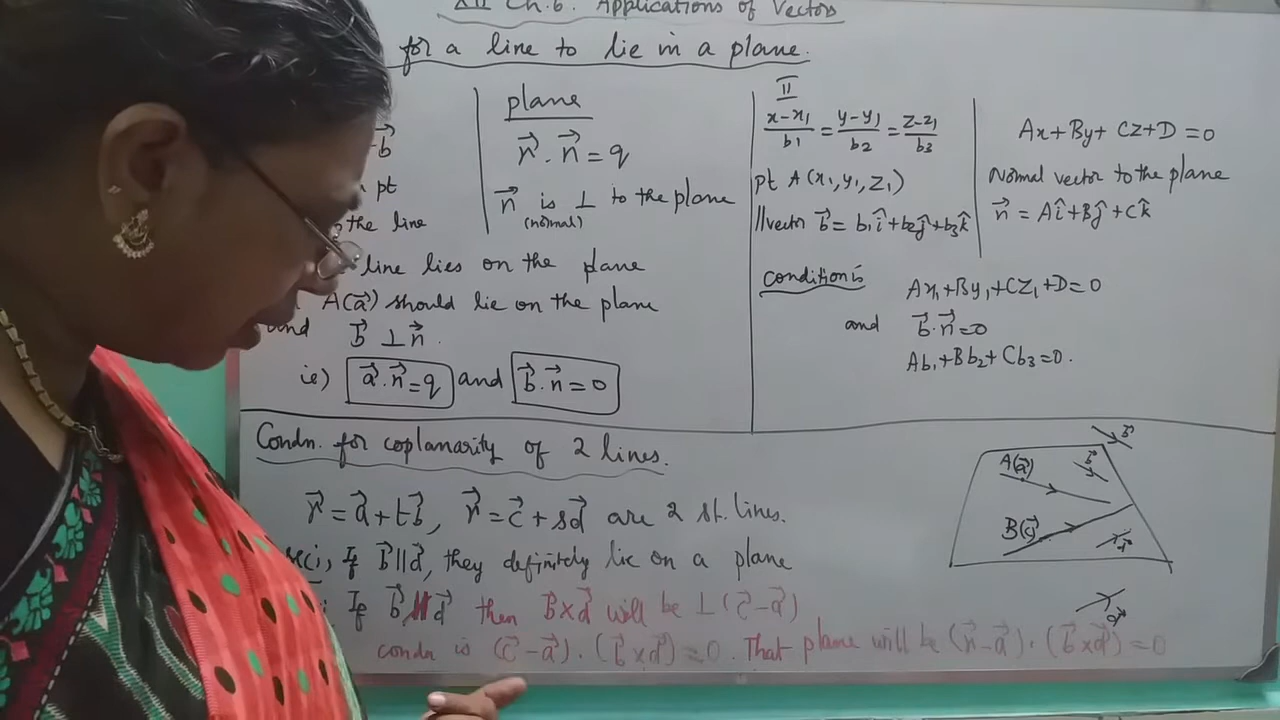 XII Ch.6. Applications of Vectors
for a line to lie in a plane.
b⃗
pt
the line
plane
r⃗ . n⃗ = q
n⃗ is ⊥ to the plane
(normal)
line lies on the plane
A(a⃗) should lie on the plane
and b⃗ ⊥ n⃗ .
ie) a⃗ . n⃗ = q and b⃗ . n⃗ = 0
II
x-x₁/b₁ = y-y₁/b₂ = z-z₁/b₃
pt A(x₁, y₁, z₁)
||vector b⃗ = b₁î + b₂ĵ + b₃k̂
Ax + By + Cz + D = 0
Normal vector to the plane
n⃗ = Aî + Bĵ + Ck̂
Condition is Ax₁ + By₁ + Cz₁ + D = 0
and b⃗ . n⃗ = 0
Ab₁ + Bb₂ + Cb₃ = 0.
Condn. for coplanarity of 2 lines.
r⃗ = a⃗ + tb⃗, r⃗ = c⃗ + sd⃗ are 2 st. lines.
(i) If b⃗ || d⃗, they definitely lie on a plane
If b⃗ ∦ d⃗ then b⃗ x d⃗ will be ⊥ (c⃗ - a⃗)
condn is (c⃗ - a⃗) . (b⃗ x d⃗) = 0. That plane will be (r⃗ - a⃗) . (b⃗ x d⃗) = 0
b⃗
A(a⃗)
b⃗
B(c⃗)
d⃗
d⃗